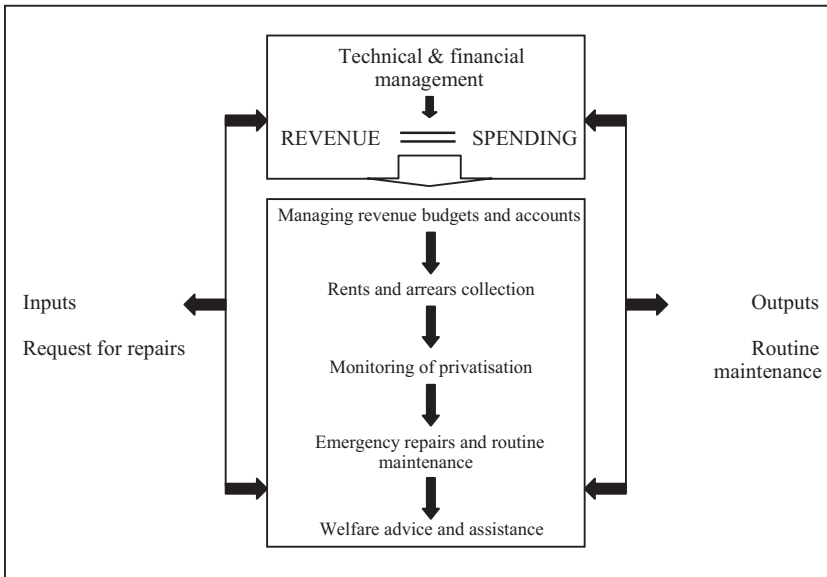 Technical & financial
management
REVENUE SPENDING
Managing revenue budgets and accounts
Rents and arrears collection
Monitoring of privatisation
Emergency repairs and routine
maintenance
Welfare advice and assistance
Inputs
Request for repairs
Outputs
Routine
maintenance